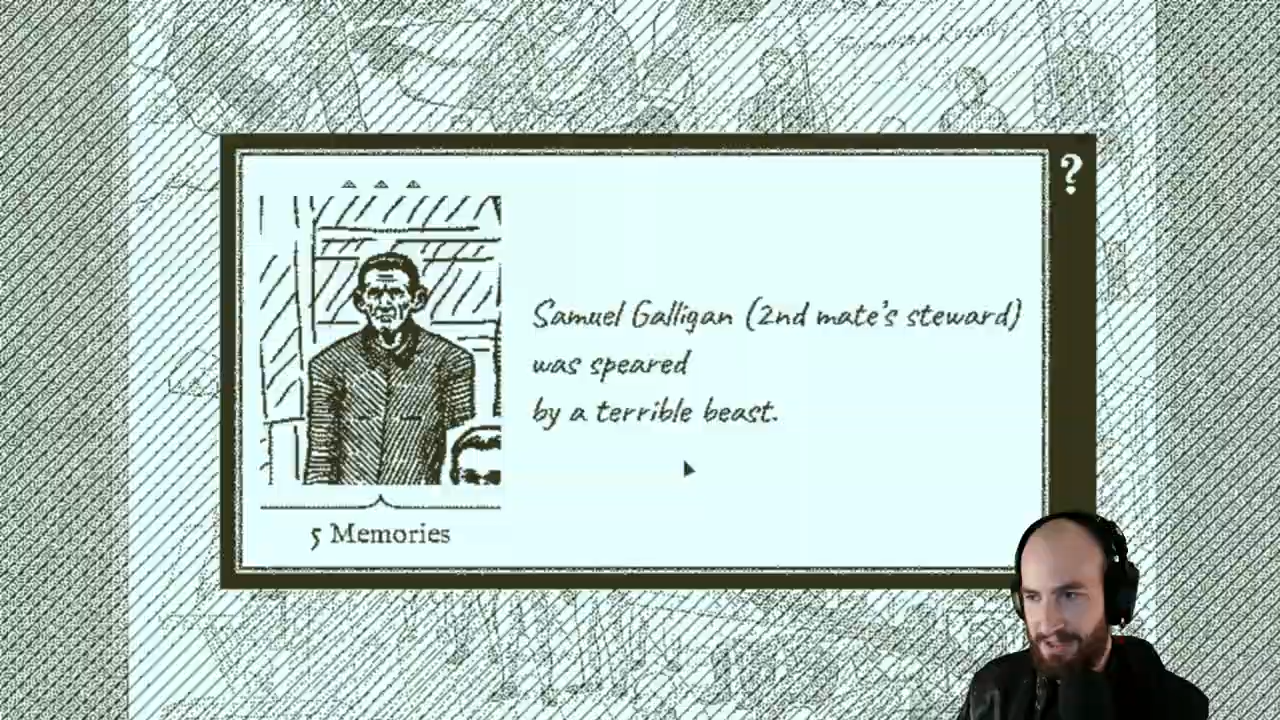 ?
Samuel Galligan (2nd mate's steward)
was speared
by a terrible beast.
5 Memories